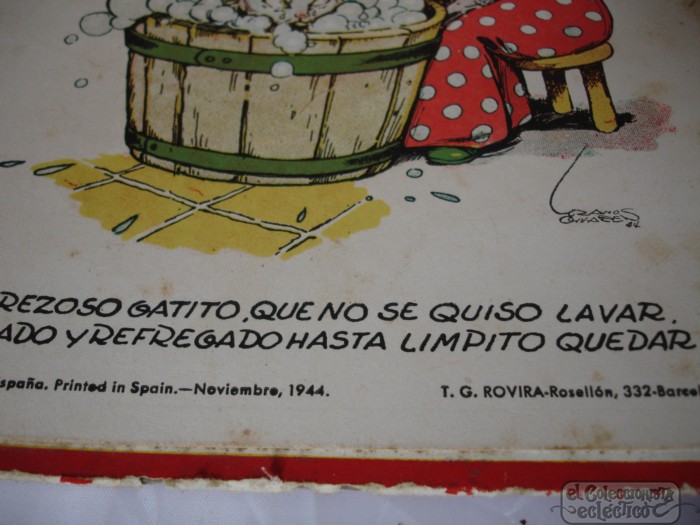 REZOSO GATITO, QUE NO SE QUISO LAVAR.
ADO Y REFREGADO HASTA LIMPITO QUEDAR
spaña. Printed in Spain.—Noviembre, 1944.
T. G. ROVIRA-Rosellón, 332-Barcel
el Coleccionista
ecléctico